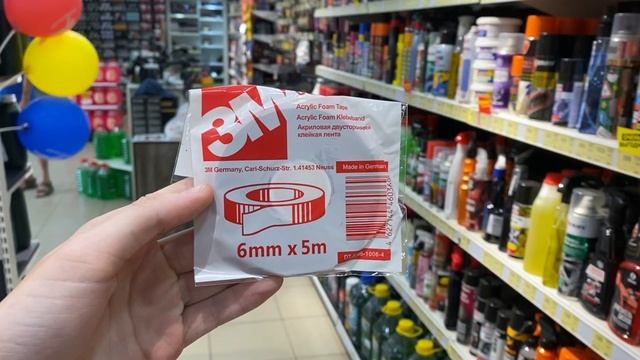 3M
Acrylic Foam Tape
Acrylic Foam Klebeband
Акриловая двусторонняя
клейкая лента
3M Germany, Carl-Schurz-Str. 1.41453 Neuss
Made in German
6mm x 5m